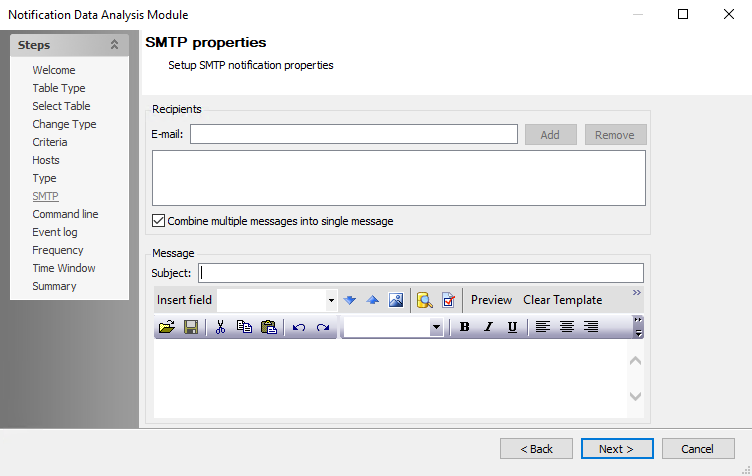 Notification Data Analysis Module
Steps
Welcome
Table Type
Select Table
Change Type
Criteria
Hosts
Type
SMTP
Command line
Event log
Frequency
Time Window
Summary
SMTP properties
Setup SMTP notification properties
Recipients
E-mail:
Add
Remove
Combine multiple messages into single message
Message
Subject:
Insert field
Preview
Clear Template
B I U
< Back
Next >
Cancel